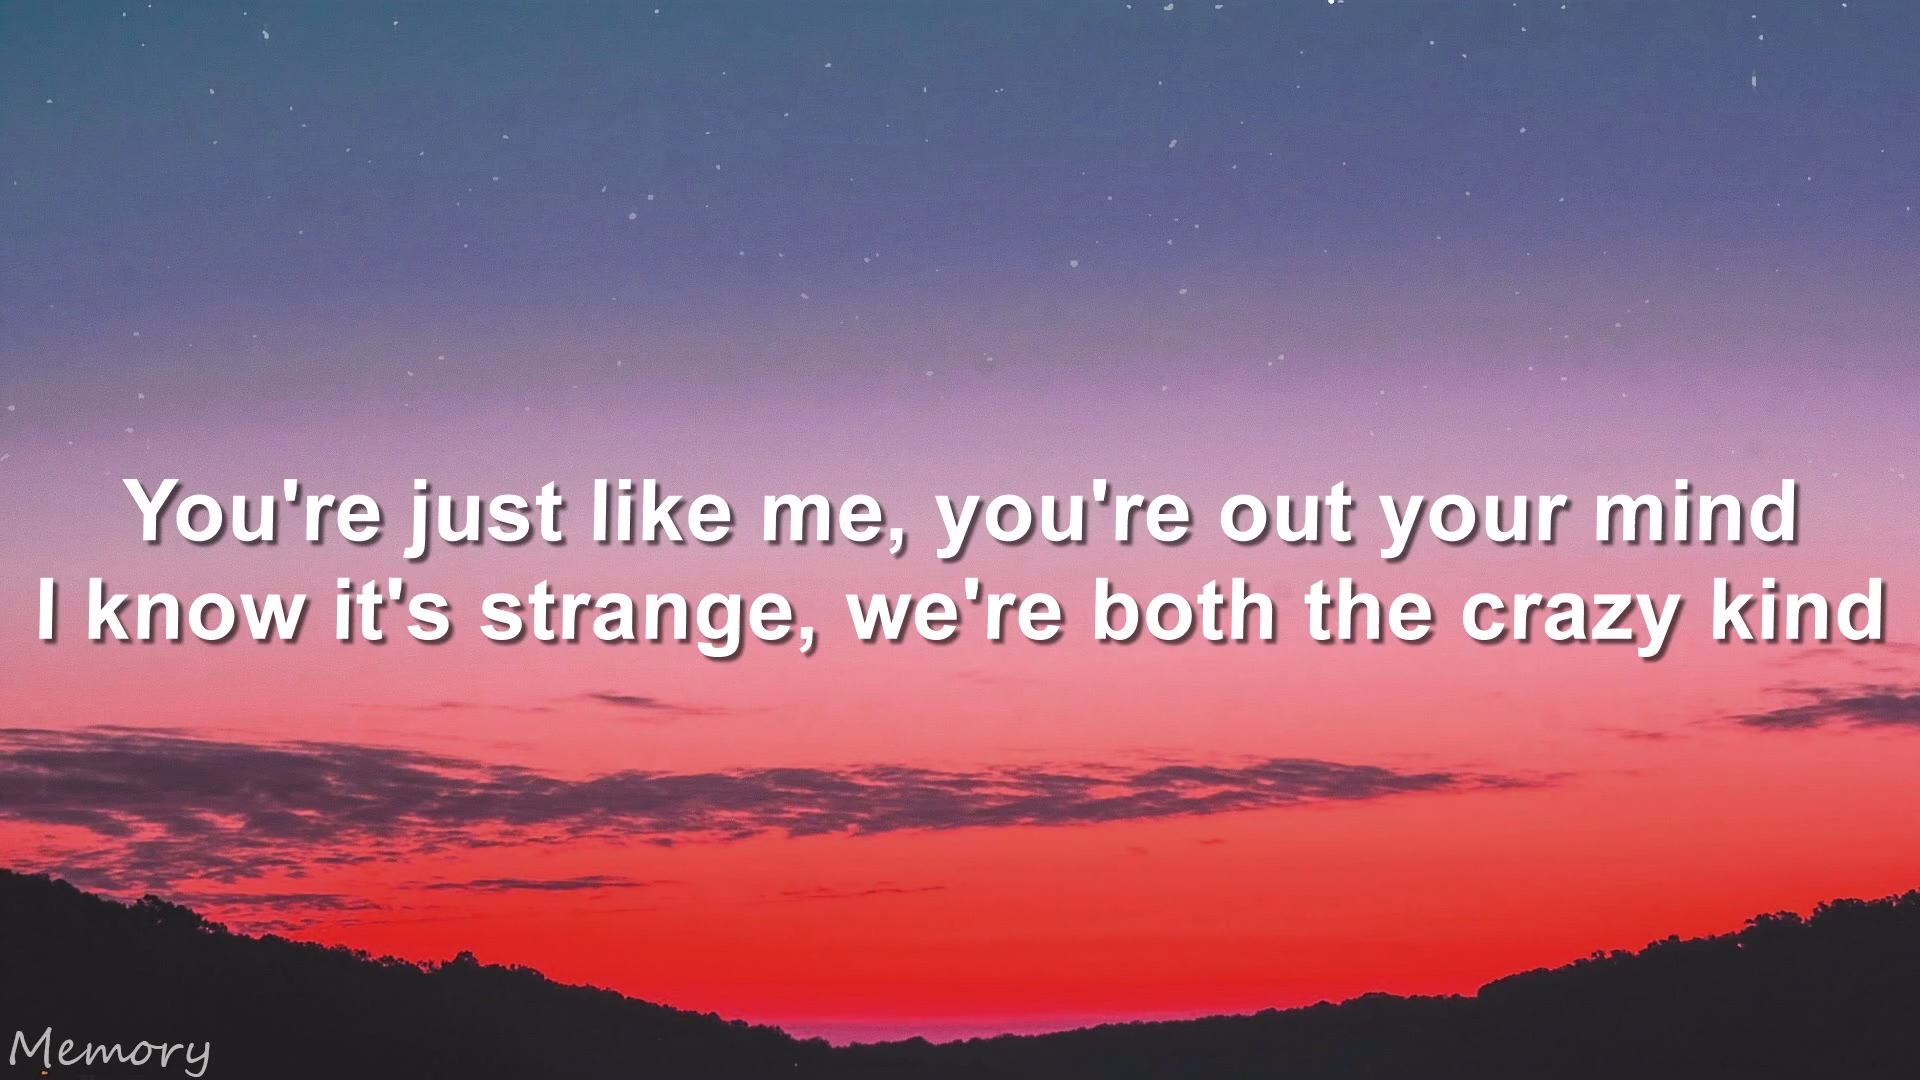 You're just like me, you're out your mind
I know it's strange, we're both the crazy kind
Memory